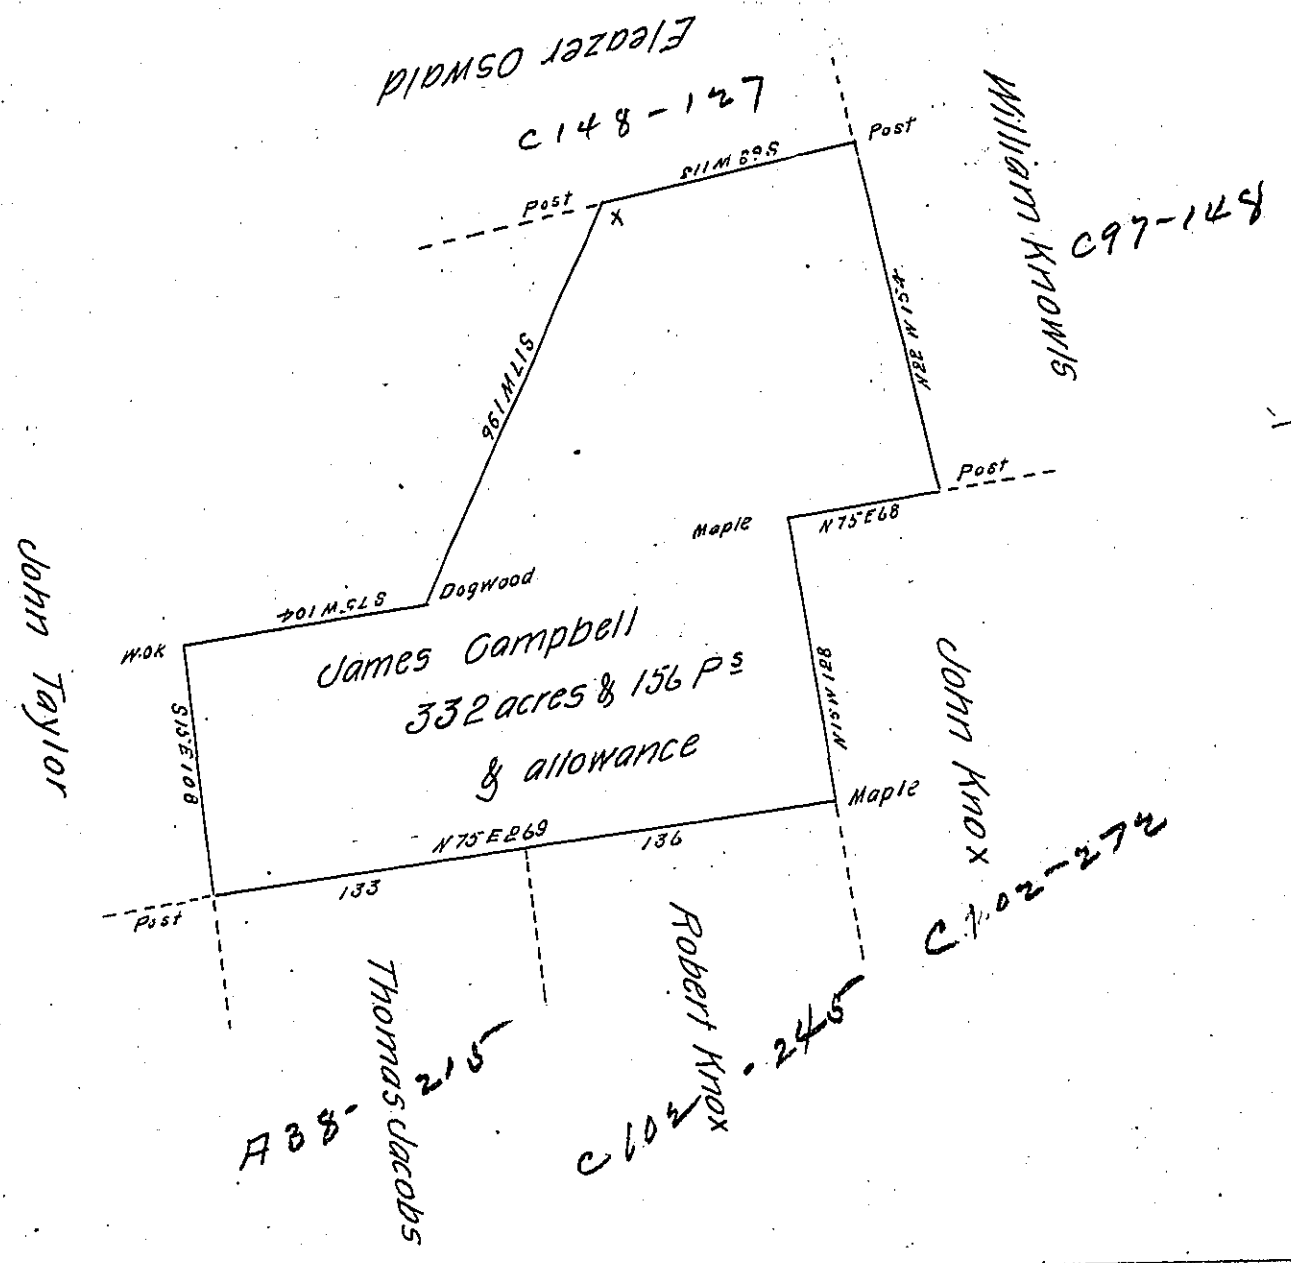 Eleazer Oswald
C148-127
Post
S68W115
Post
X
William Knowls
C97-148
N22W154
S17W196
Post
N75E68
Maple
Dogwood
S75W104
W.OK
John Taylor
James Campbell
332 acres & 156 Ps
& allowance
S15E108
N15W128
John Knox
C102-272
Maple
N75E269
136
133
Post
Thomas Jacobs
A38-215
Robert Knox
C102-245